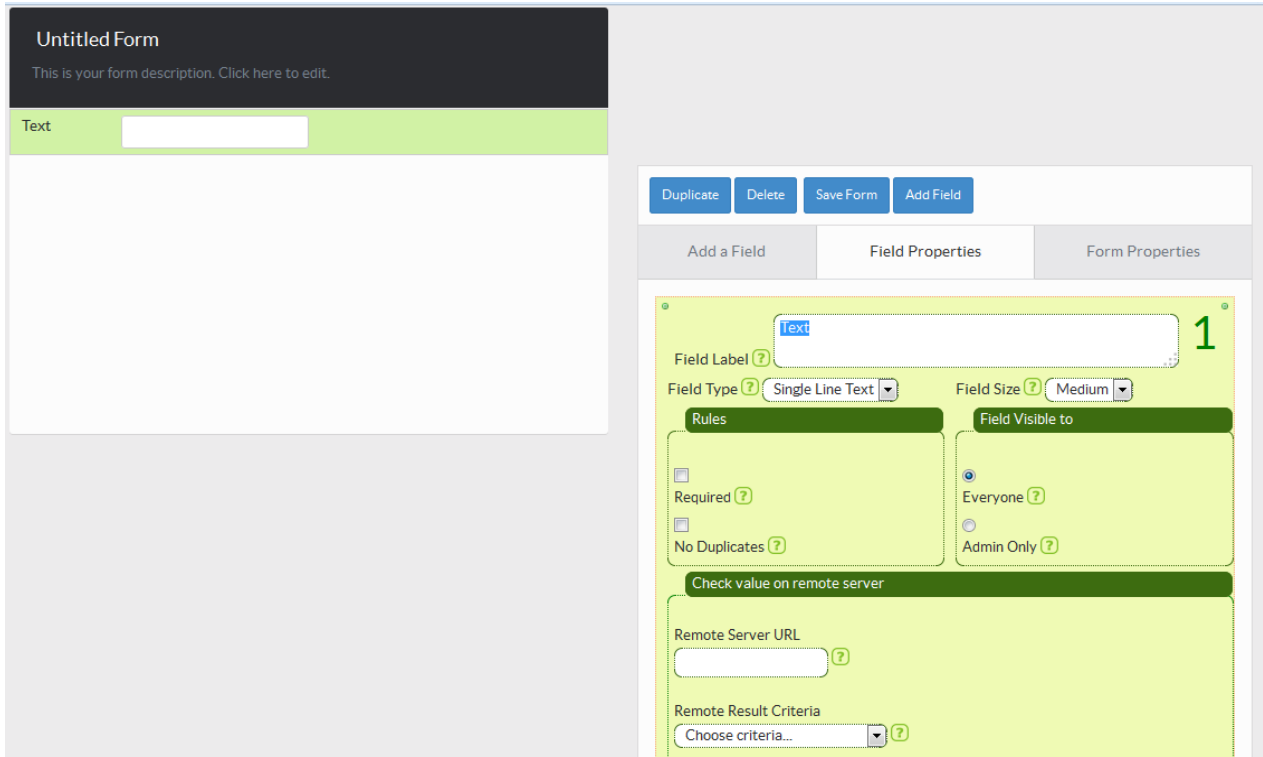 Untitled Form
This is your form description. Click here to edit.
Text
Duplicate Delete Save Form Add Field
Add a Field Field Properties Form Properties
Text
1
Field Label ?
Field Type ? Single Line Text Field Size ? Medium
Rules Field Visible to
Required ? Everyone ?
No Duplicates ? Admin Only ?
Check value on remote server
Remote Server URL
?
Remote Result Criteria
Choose criteria... ?